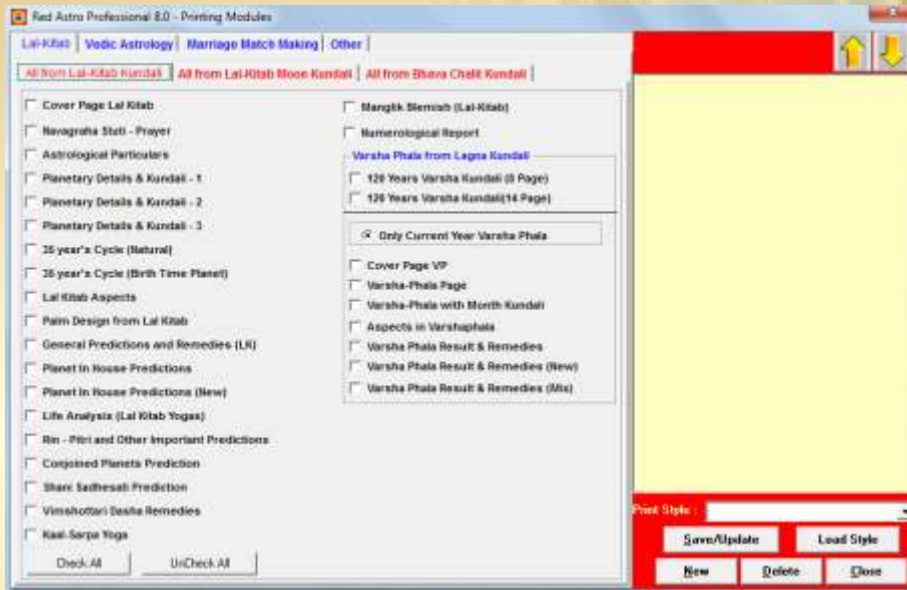 Red Astro Professional 8.0 - Printing Modules
Lal-Kitab
Vedic Astrology
Marriage Match Making
Other
All from Lal-Kitab Kundali
All from Lal-Kitab Moon Kundali
All from Bhava Chalit Kundali
Cover Page Lal Kitab
Navagraha Stuti - Prayer
Astrological Particulars
Planetary Details & Kundali - 1
Planetary Details & Kundali - 2
Planetary Details & Kundali - 3
35 year's Cycle (Natural)
35 year's Cycle (Birth Time Planet)
Lal Kitab Aspects
Palm Design from Lal Kitab
General Predictions and Remedies (LK)
Planet In House Predictions
Planet In House Predictions (New)
Life Analysis (Lal Kitab Yogas)
Rin - Pitri and Other Important Predictions
Conjoined Planets Prediction
Shani Sadhesati Prediction
Vimshottari Dasha Remedies
Kaal-Sarpa Yoga
Check All
UnCheck All
Manglik Blemish (Lal-Kitab)
Numerological Report
Varsha Phala from Lagna Kundali
120 Years Varsha Kundali (8 Page)
120 Years Varsha Kundali(14 Page)
Only Current Year Varsha Phala
Cover Page VP
Varsha-Phala Page
Varsha-Phala with Month Kundali
Aspects in Varshaphala
Varsha Phala Result & Remedies
Varsha Phala Result & Remedies (New)
Varsha Phala Result & Remedies (Mix)
Print Style :
Save/Update
Load Style
New
Delete
Close